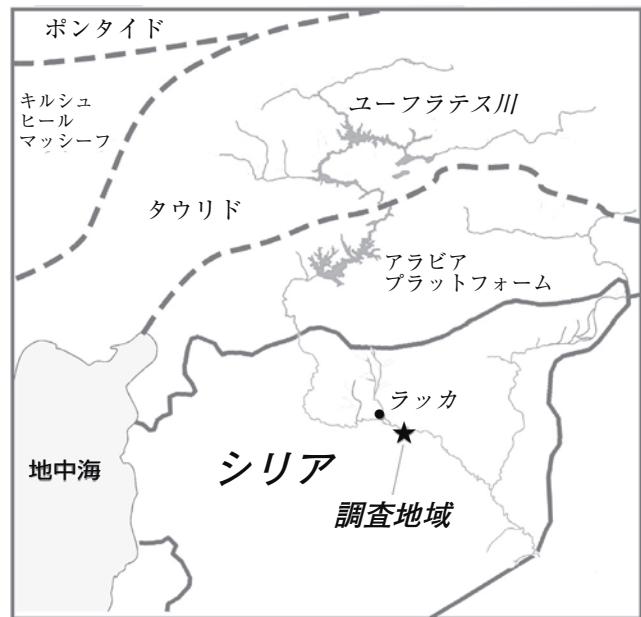 ポンタイド
キルシュ
ヒール
マッシーフ
ユーフラテス川
タウリド
アラビア
プラットフォーム
ラッカ
シリア
地中海
調査地域